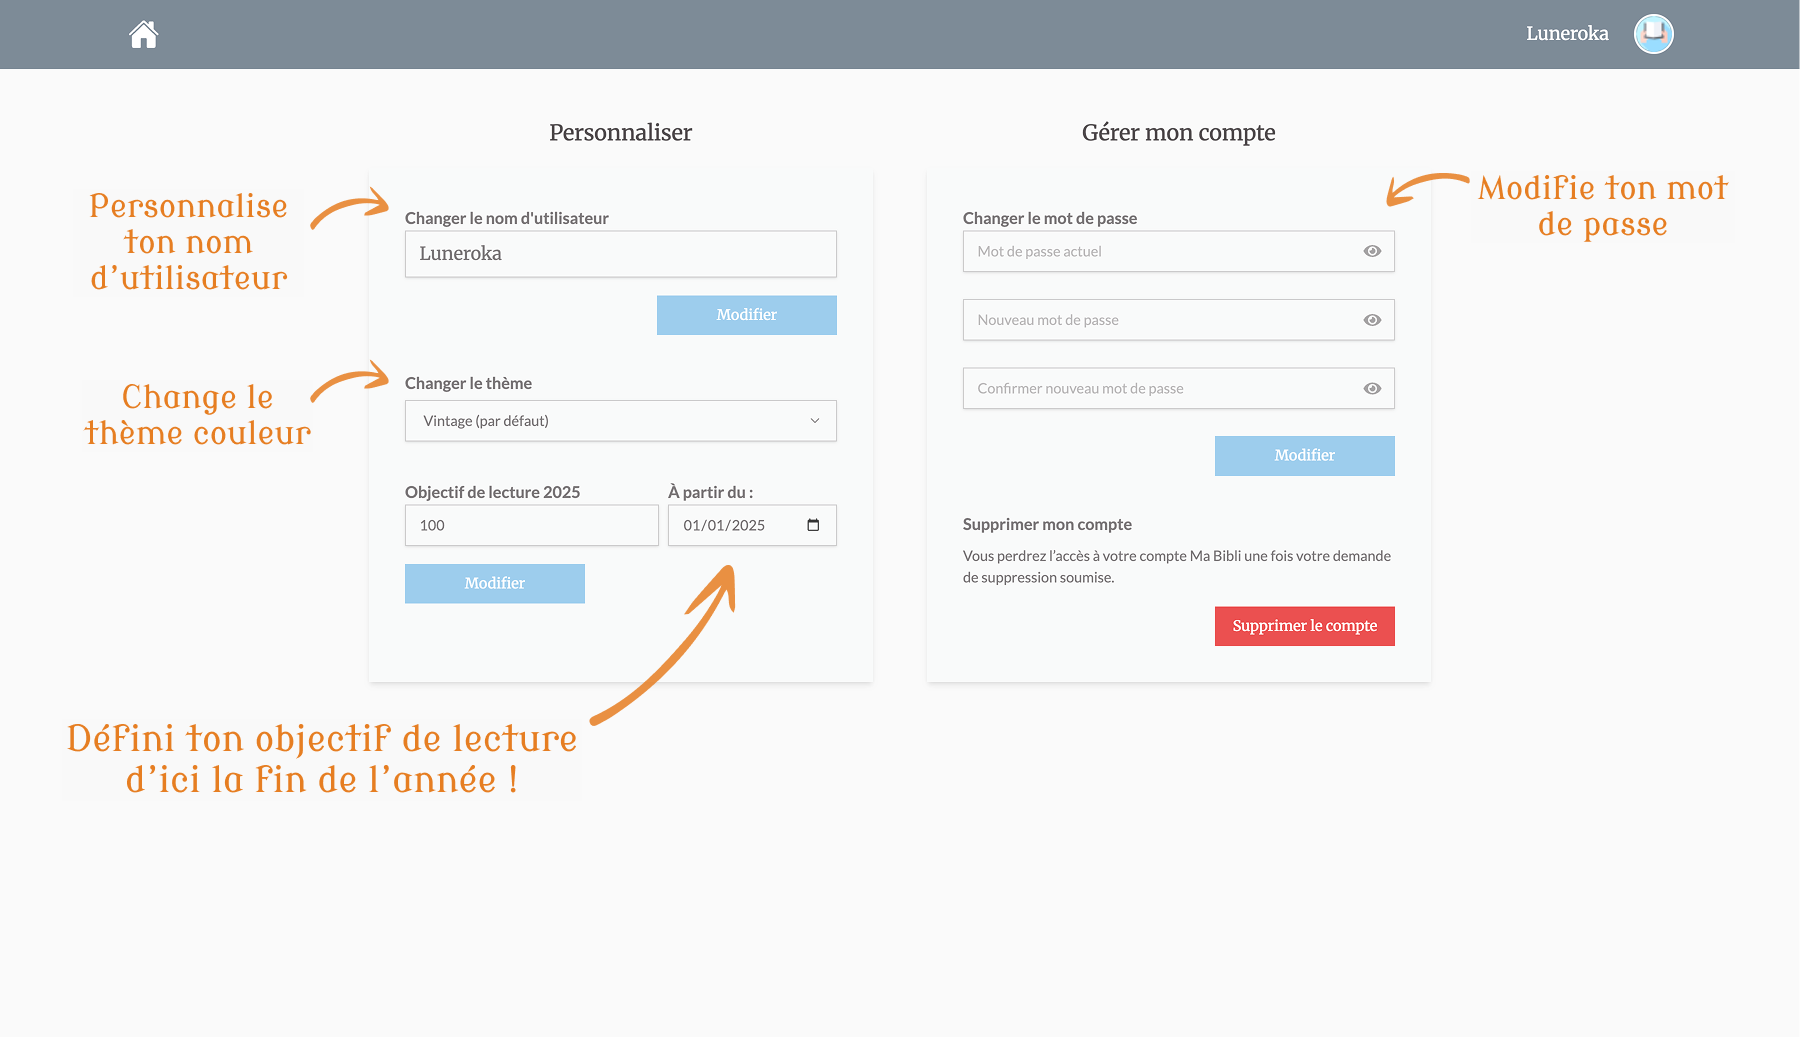 Luneroka
Personnaliser
Gérer mon compte
Personnalise
ton nom
d'utilisateur
Changer le nom d'utilisateur
Luneroka
Modifier
Change le
thème couleur
Changer le thème
Vintage (par défaut)
Objectif de lecture 2025
À partir du :
100
01/01/2025
Modifier
Défini ton objectif de lecture
d'ici la fin de l'année !
Modifie ton mot
de passe
Changer le mot de passe
Mot de passe actuel
Nouveau mot de passe
Confirmer nouveau mot de passe
Modifier
Supprimer mon compte
Vous perdrez l'accès à votre compte Ma Bibli une fois votre demande
de suppression soumise.
Supprimer le compte